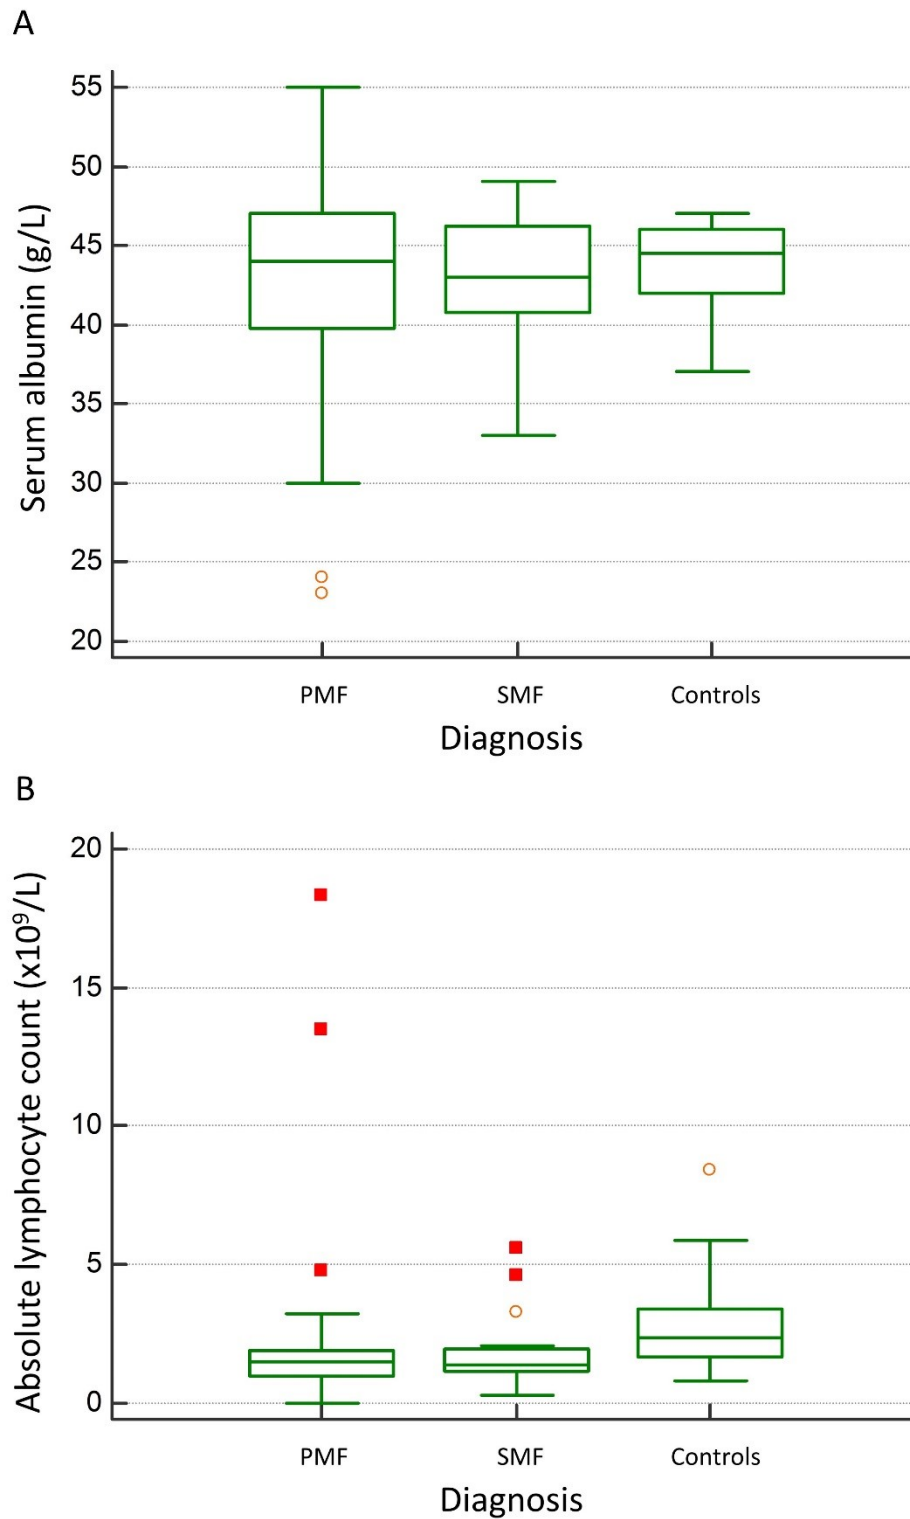 A
Serum albumin (g/L)
55
50
45
40
35
30
25
20
PMF SMF Controls
Diagnosis
B
Absolute lymphocyte count (x10⁹/L)
20
15
10
5
0
PMF SMF Controls
Diagnosis